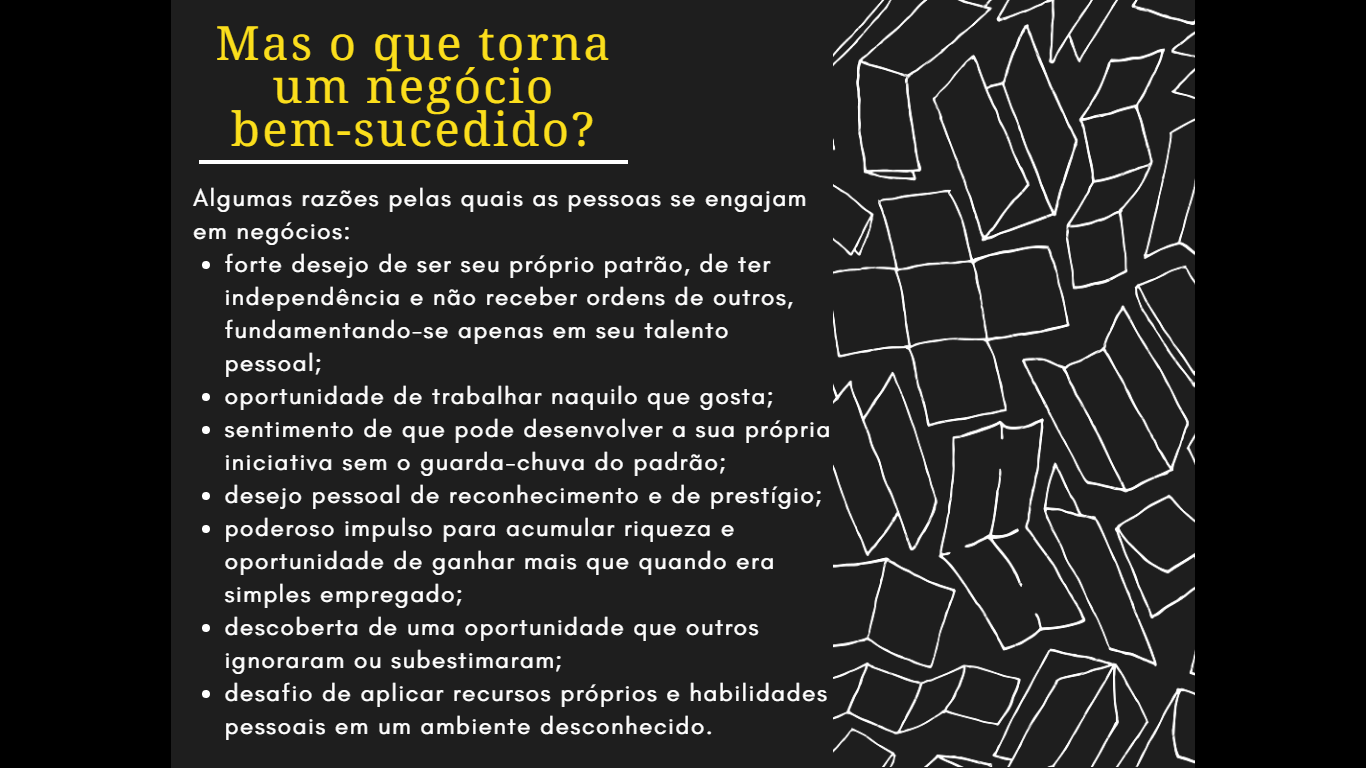 Mas o que torna
um negócio
bem-sucedido?
Algumas razões pelas quais as pessoas se engajam
em negócios:
• forte desejo de ser seu próprio patrão, de ter
independência e não receber ordens de outros,
fundamentando-se apenas em seu talento
pessoal;
• oportunidade de trabalhar naquilo que gosta;
• sentimento de que pode desenvolver a sua própria
iniciativa sem o guarda-chuva do padrão;
• desejo pessoal de reconhecimento e de prestígio;
• poderoso impulso para acumular riqueza e
oportunidade de ganhar mais que quando era
simples empregado;
• descoberta de uma oportunidade que outros
ignoraram ou subestimaram;
• desafio de aplicar recursos próprios e habilidades
pessoais em um ambiente desconhecido.